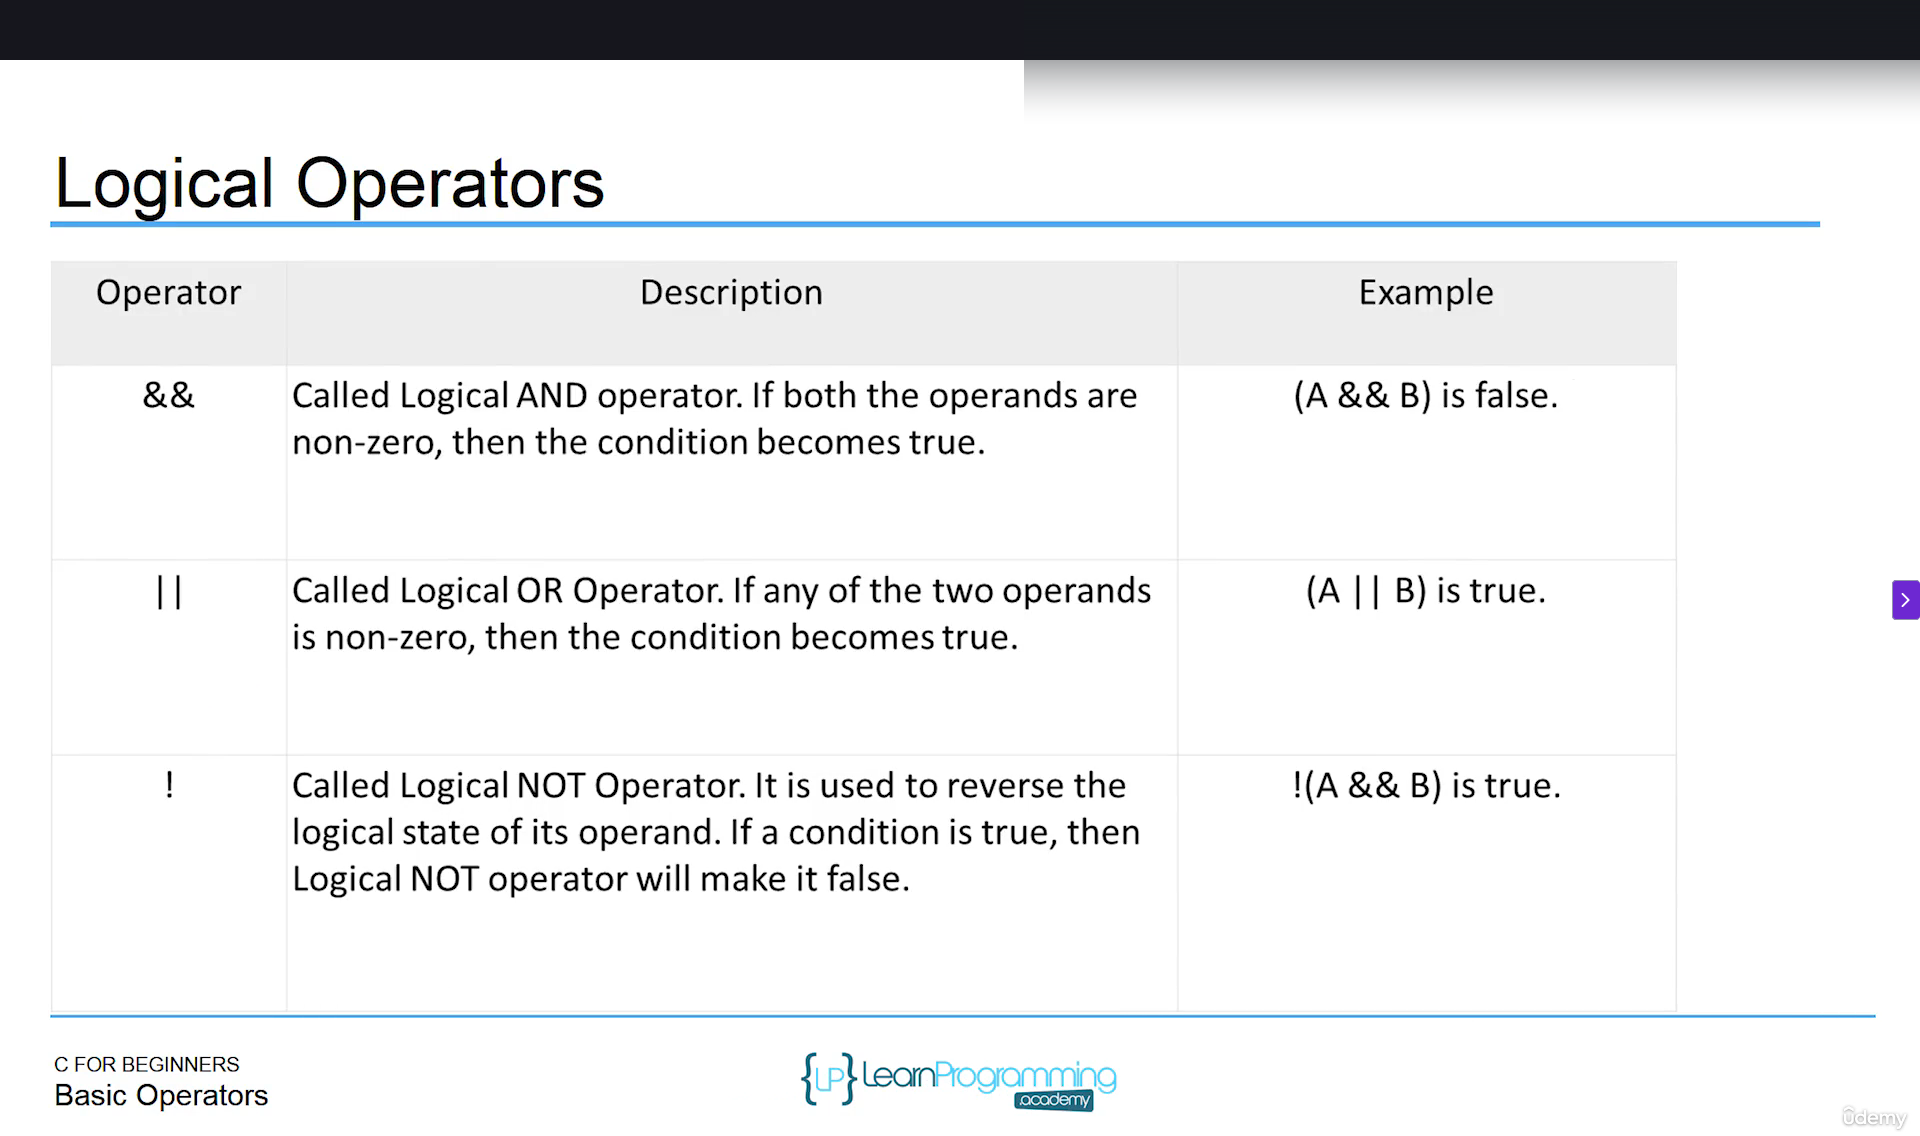 Logical Operators
Operator
Description
Example
&&
Called Logical AND operator. If both the operands are
non-zero, then the condition becomes true.
(A && B) is false.
||
Called Logical OR Operator. If any of the two operands
is non-zero, then the condition becomes true.
(A || B) is true.
!
Called Logical NOT Operator. It is used to reverse the
logical state of its operand. If a condition is true, then
Logical NOT operator will make it false.
!(A && B) is true.
C FOR BEGINNERS
Basic Operators
{LP} LearnProgramming
.academy
ûdemy